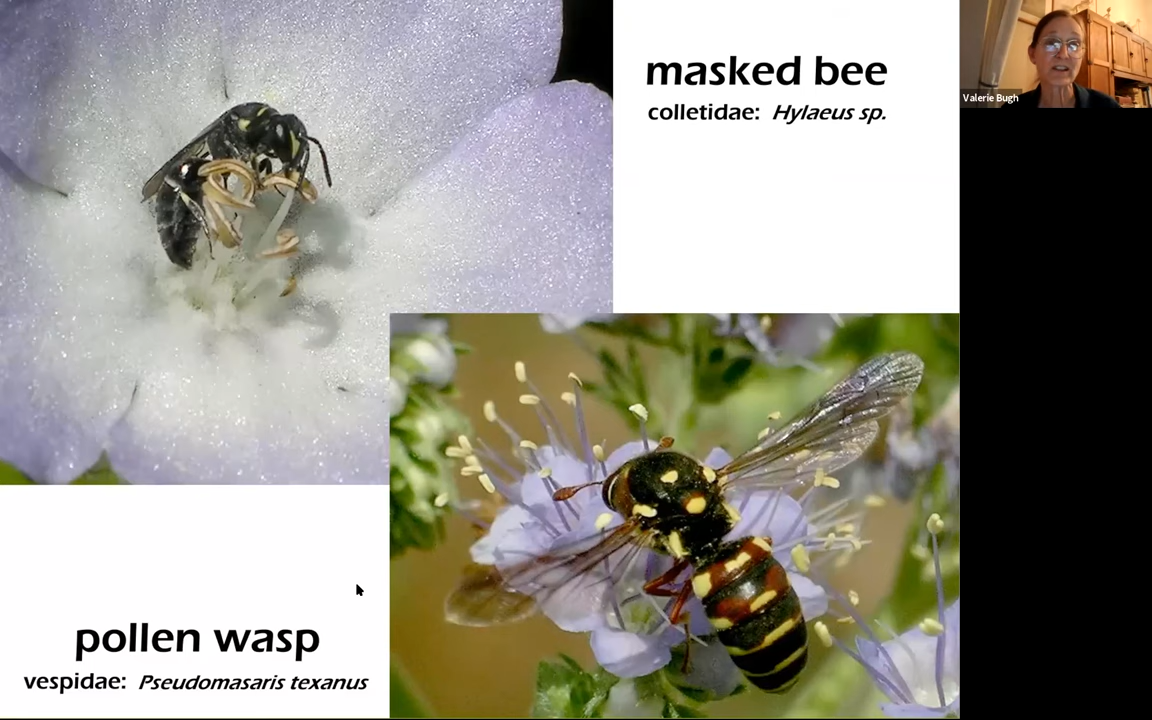 masked bee
colletidae: Hylaeus sp.
Valerie Bugh
pollen wasp
vespidae: Pseudomasaris texanus